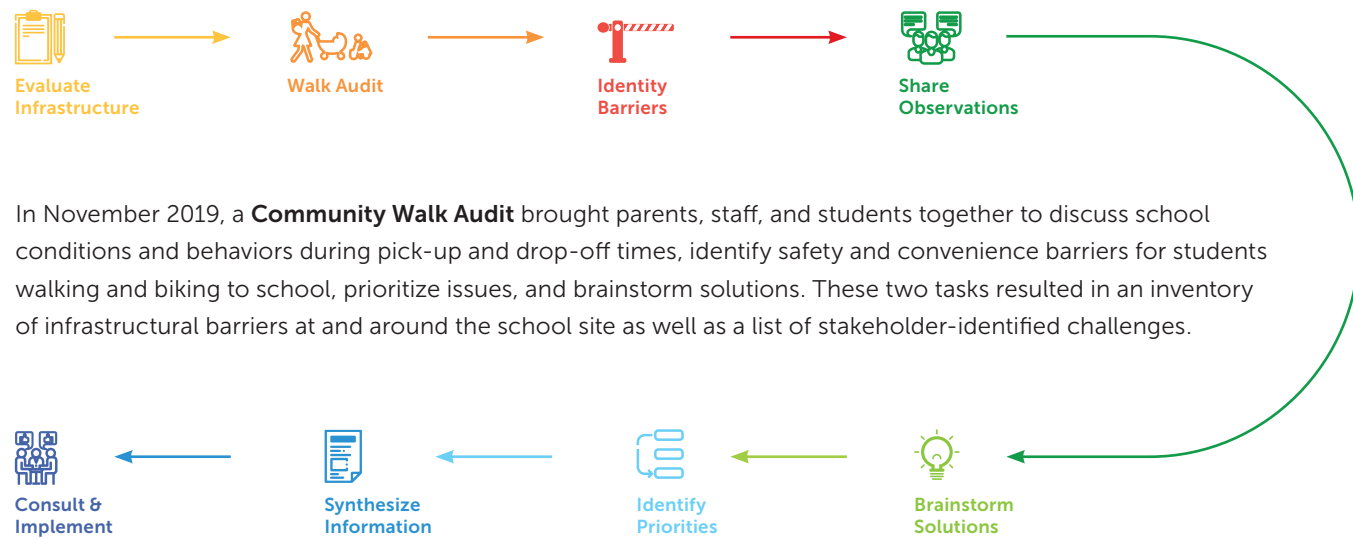 Evaluate
Infrastructure
Walk Audit
Identity
Barriers
Share
Observations
In November 2019, a Community Walk Audit brought parents, staff, and students together to discuss school
conditions and behaviors during pick-up and drop-off times, identify safety and convenience barriers for students
walking and biking to school, prioritize issues, and brainstorm solutions. These two tasks resulted in an inventory
of infrastructural barriers at and around the school site as well as a list of stakeholder-identified challenges.
Brainstorm
Solutions
Identify
Priorities
Synthesize
Information
Consult &
Implement